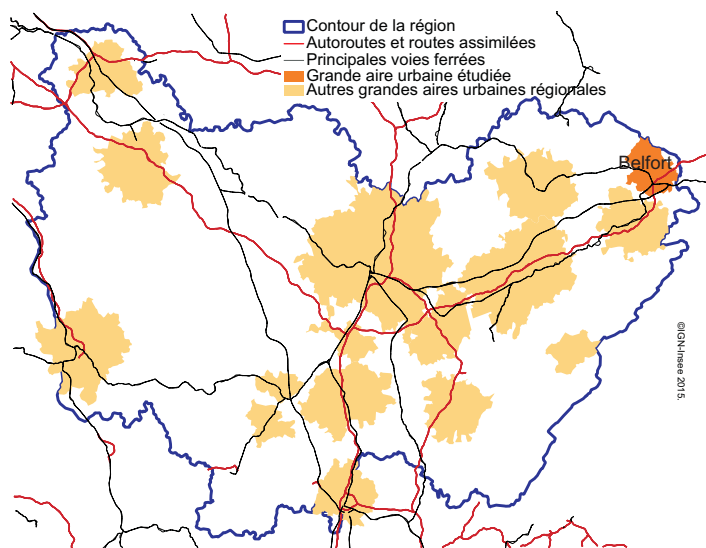 Contour de la région
Autoroutes et routes assimilées
Principales voies ferrées
Grande aire urbaine étudiée
Autres grandes aires urbaines régionales
Belfort
©IGN-Insee 2015.